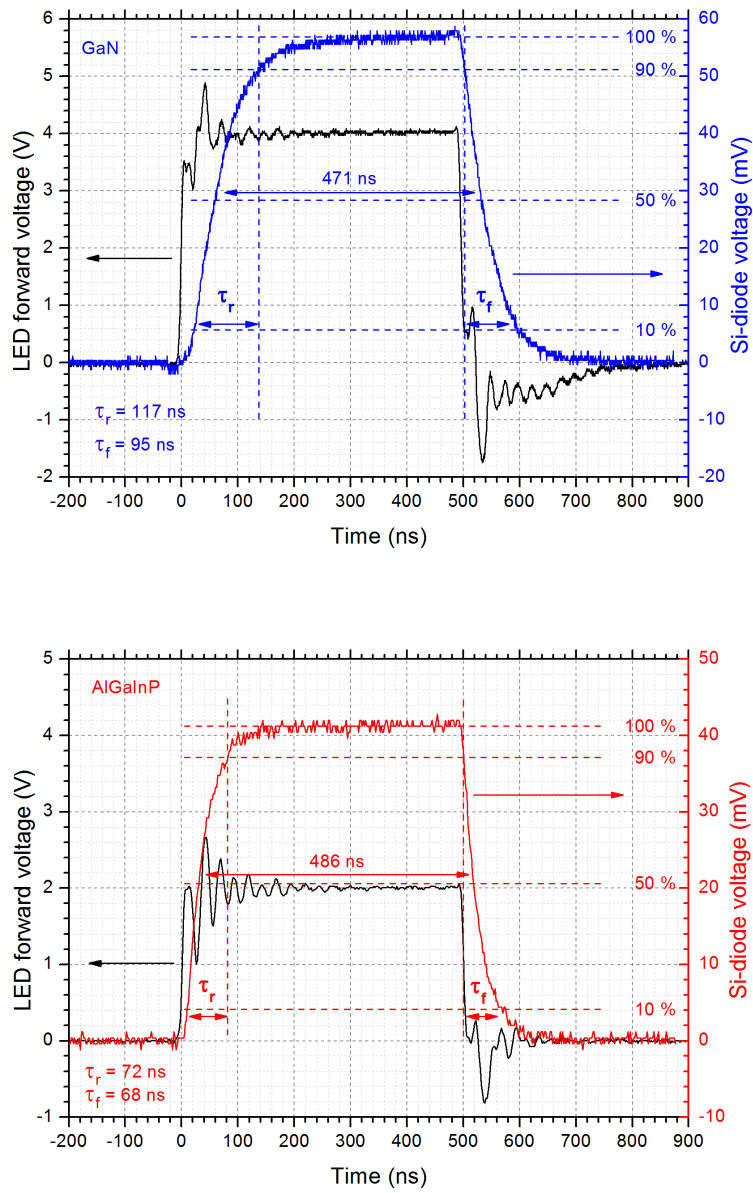 GaN
LED forward voltage (V)
6
5
4
3
2
1
0
-1
-2
60
50
40
30
20
10
0
-10
-20
Si-diode voltage (mV)
100 %
90 %
471 ns
50 %
τr
τf
10 %
τr = 117 ns
τf = 95 ns
-200 -100 0 100 200 300 400 500 600 700 800 900
Time (ns)
AlGaInP
LED forward voltage (V)
5
4
3
2
1
0
-1
50
40
30
20
10
0
-10
Si-diode voltage (mV)
100 %
90 %
486 ns
50 %
τr
τf
10 %
τr = 72 ns
τf = 68 ns
-200 -100 0 100 200 300 400 500 600 700 800 900
Time (ns)